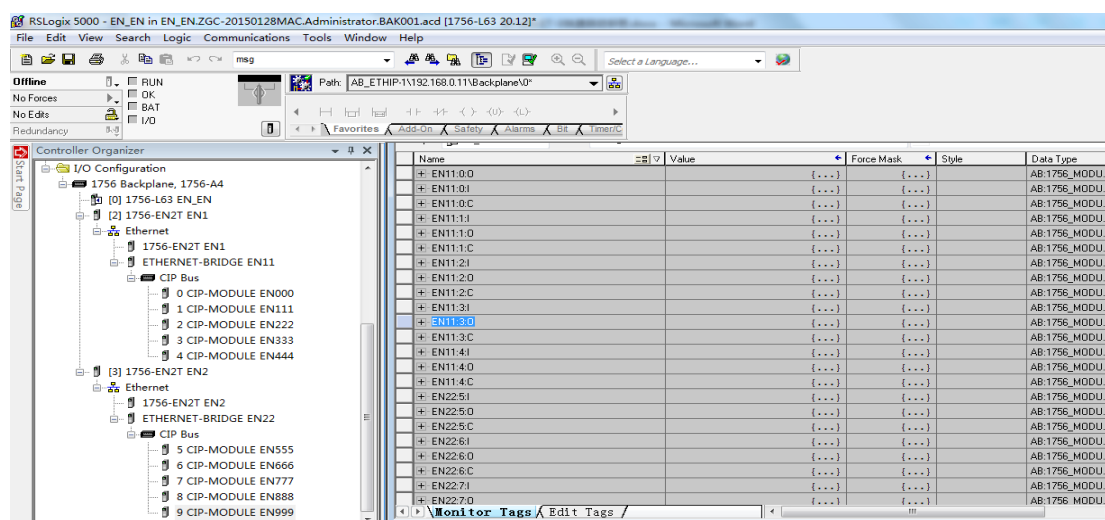 RSLogix 5000 - EN_EN in EN_EN.ZGC-20150128MAC.Administrator.BAK001.acd [1756-L63 20.12]*
File Edit View Search Logic Communications Tools Window Help
msg
Select a Language...
Offline
RUN
Path: AB_ETHIP-1\192.168.0.11\Backplane\0*
No Forces
OK
No Edits
BAT
Redundancy
I/O
Favorites Add-On Safety Alarms Bit Timer/C
Start Page
Controller Organizer
I/O Configuration
1756 Backplane, 1756-A4
[0] 1756-L63 EN_EN
[2] 1756-EN2T EN1
Ethernet
1756-EN2T EN1
ETHERNET-BRIDGE EN11
CIP Bus
0 CIP-MODULE EN000
1 CIP-MODULE EN111
2 CIP-MODULE EN222
3 CIP-MODULE EN333
4 CIP-MODULE EN444
[3] 1756-EN2T EN2
Ethernet
1756-EN2T EN2
ETHERNET-BRIDGE EN22
CIP Bus
5 CIP-MODULE EN555
6 CIP-MODULE EN666
7 CIP-MODULE EN777
8 CIP-MODULE EN888
9 CIP-MODULE EN999
Name Value Force Mask Style Data Type
EN11:0:O {...} {...} AB:1756_MODU.
EN11:0:I {...} {...} AB:1756_MODU.
EN11:0:C {...} {...} AB:1756_MODU.
EN11:1:I {...} {...} AB:1756_MODU.
EN11:1:O {...} {...} AB:1756_MODU.
EN11:1:C {...} {...} AB:1756_MODU.
EN11:2:I {...} {...} AB:1756_MODU.
EN11:2:O {...} {...} AB:1756_MODU.
EN11:2:C {...} {...} AB:1756_MODU.
EN11:3:I {...} {...} AB:1756_MODU.
EN11:3:O {...} {...} AB:1756_MODU.
EN11:3:C {...} {...} AB:1756_MODU.
EN11:4:I {...} {...} AB:1756_MODU.
EN11:4:O {...} {...} AB:1756_MODU.
EN11:4:C {...} {...} AB:1756_MODU.
EN22:5:I {...} {...} AB:1756_MODU.
EN22:5:O {...} {...} AB:1756_MODU.
EN22:5:C {...} {...} AB:1756_MODU.
EN22:6:I {...} {...} AB:1756_MODU.
EN22:6:O {...} {...} AB:1756_MODU.
EN22:6:C {...} {...} AB:1756_MODU.
EN22:7:I {...} {...} AB:1756_MODU.
EN22:7:O {...} {...} AB:1756 MODU.
Monitor Tags Edit Tags